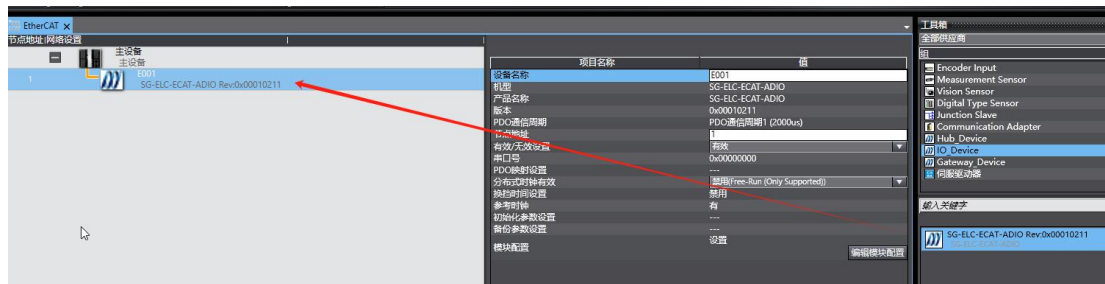 EtherCAT
节点地址|网络设置
主设备
主设备
1
E001
SG-ELC-ECAT-ADIO Rev:0x00010211
项目名称 值
设备名称 E001
机型 SG-ELC-ECAT-ADIO
产品名称 SG-ELC-ECAT-ADIO
版本 0x00010211
PDO通信周期 PDO通信周期1 (2000us)
节点地址 1
有效/无效设置 有效
串口号 0x00000000
PDO映射设置 ---
分布式时钟有效 禁用(Free-Run (Only Supported))
换挡时间设置 禁用
参考时钟 有
初始化参数设置 ---
备份参数设置 ---
模块配置 设置
编辑模块配置
工具箱
全部供应商
组
Encoder Input
Measurement Sensor
Vision Sensor
Digital Type Sensor
Junction Slave
Communication Adapter
Hub_Device
IO_Device
Gateway_Device
伺服驱动器
输入关键字
SG-ELC-ECAT-ADIO Rev:0x00010211
SG-ELC-ECAT-ADIO